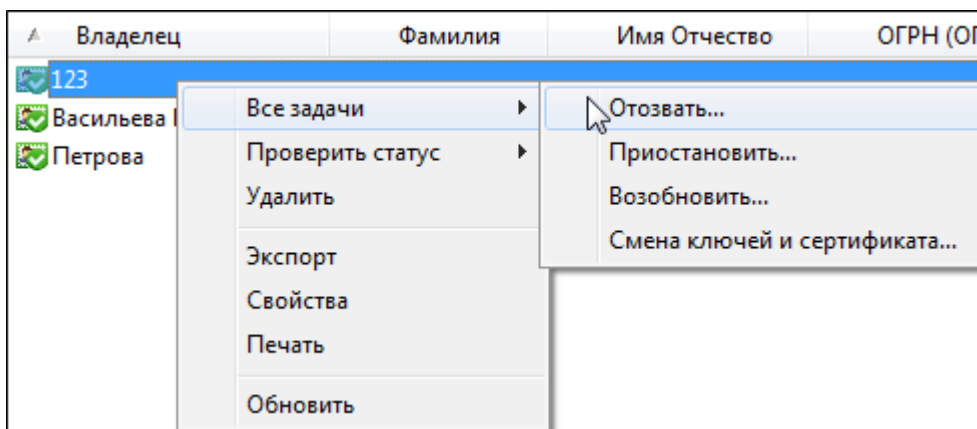 Владелец Фамилия Имя Отчество ОГРН (ОГ
123
Васильева
Петрова
Все задачи
Проверить статус
Удалить
Экспорт
Свойства
Печать
Обновить
Отозвать...
Приостановить...
Возобновить...
Смена ключей и сертификата...